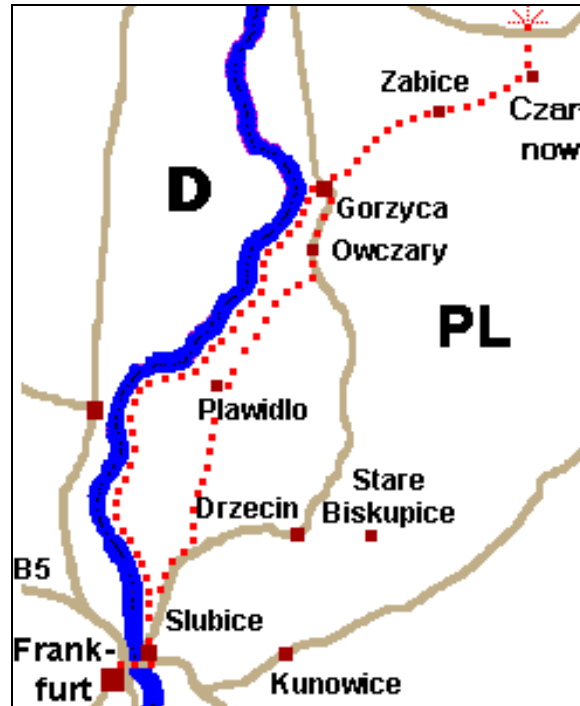 Zabice
Czar-
now
D
Gorzyca
Owczary
PL
Plawidlo
Stare
Drzecin
Biskupice
B5
Slubice
Frank-
furt
Kunowice